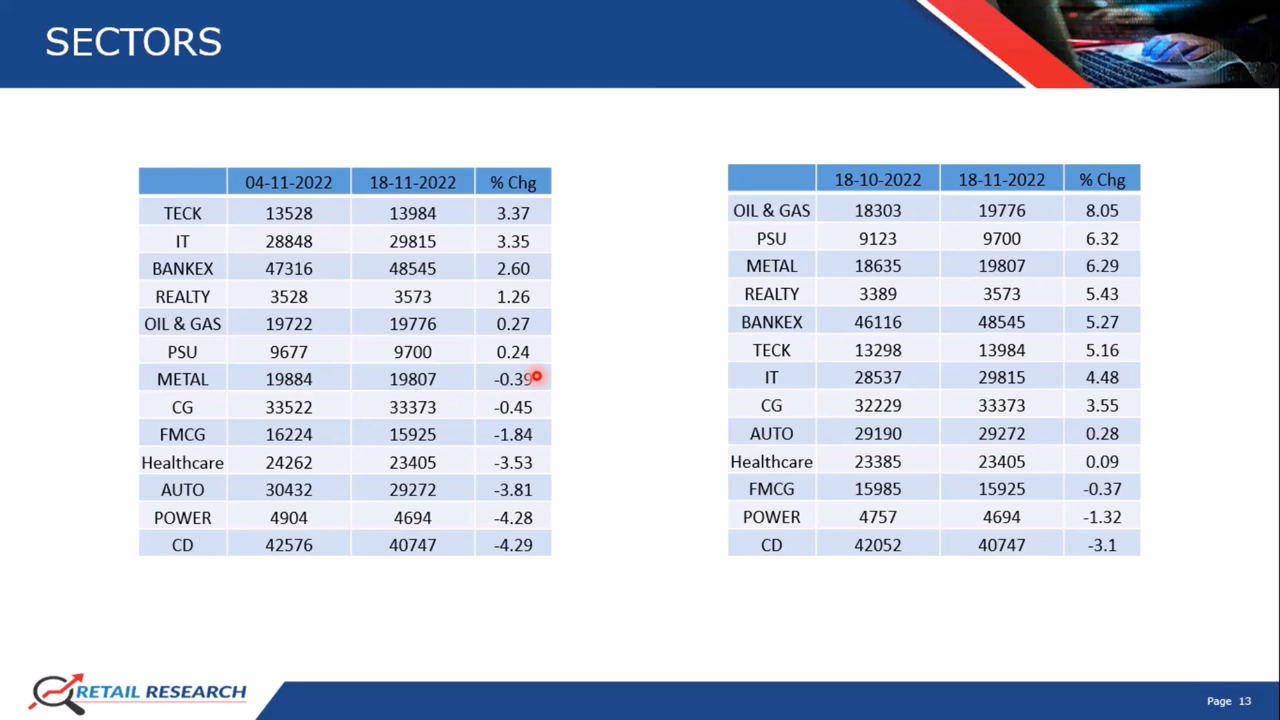 SECTORS
04-11-2022 18-11-2022 % Chg
TECK 13528 13984 3.37
IT 28848 29815 3.35
BANKEX 47316 48545 2.60
REALTY 3528 3573 1.26
OIL & GAS 19722 19776 0.27
PSU 9677 9700 0.24
METAL 19884 19807 -0.39
CG 33522 33373 -0.45
FMCG 16224 15925 -1.84
Healthcare 24262 23405 -3.53
AUTO 30432 29272 -3.81
POWER 4904 4694 -4.28
CD 42576 40747 -4.29
18-10-2022 18-11-2022 % Chg
OIL & GAS 18303 19776 8.05
PSU 9123 9700 6.32
METAL 18635 19807 6.29
REALTY 3389 3573 5.43
BANKEX 46116 48545 5.27
TECK 13298 13984 5.16
IT 28537 29815 4.48
CG 32229 33373 3.55
AUTO 29190 29272 0.28
Healthcare 23385 23405 0.09
FMCG 15985 15925 -0.37
POWER 4757 4694 -1.32
CD 42052 40747 -3.1
RETAIL RESEARCH
Page 13